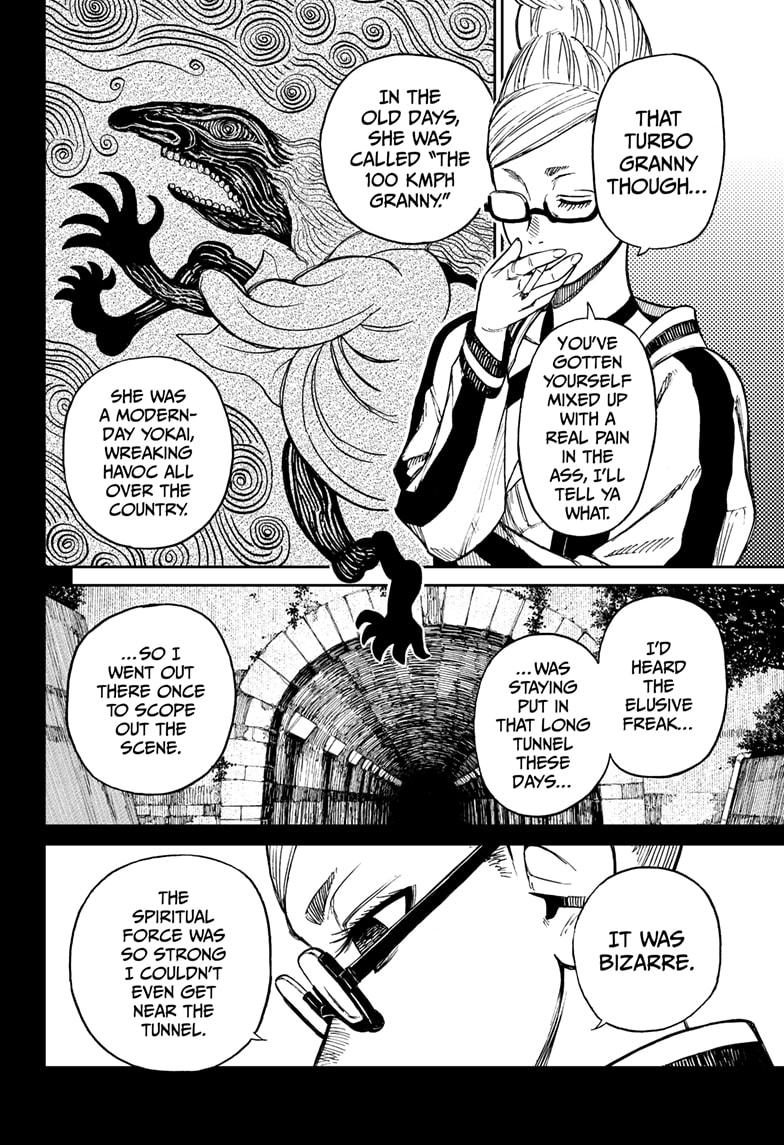 THAT
TURBO
GRANNY
THOUGH...
YOU'VE
GOTTEN
YOURSELF
MIXED UP
WITH A
REAL PAIN
IN THE
ASS, I'LL
TELL YA
WHAT.
IN THE
OLD DAYS,
SHE WAS
CALLED "THE
100 KMPH
GRANNY."
SHE WAS
A MODERN-
DAY YOKAI,
WREAKING
HAVOC ALL
OVER THE
COUNTRY.
I'D
HEARD
THE
ELUSIVE
FREAK...
...WAS
STAYING
PUT IN
THAT LONG
TUNNEL
THESE
DAYS...
...SO I
WENT OUT
THERE ONCE
TO SCOPE
OUT THE
SCENE.
IT WAS
BIZARRE.
THE
SPIRITUAL
FORCE WAS
SO STRONG
I COULDN'T
EVEN GET
NEAR THE
TUNNEL.